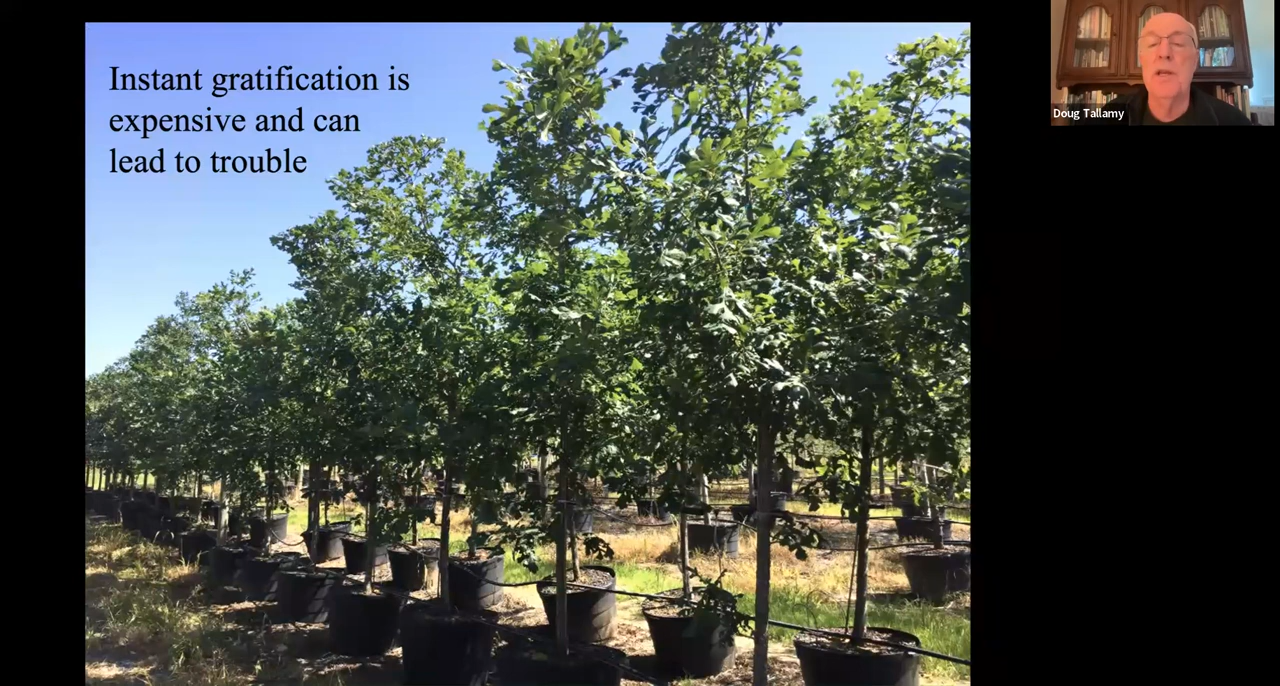 Instant gratification is
expensive and can
lead to trouble
Doug Tallamy